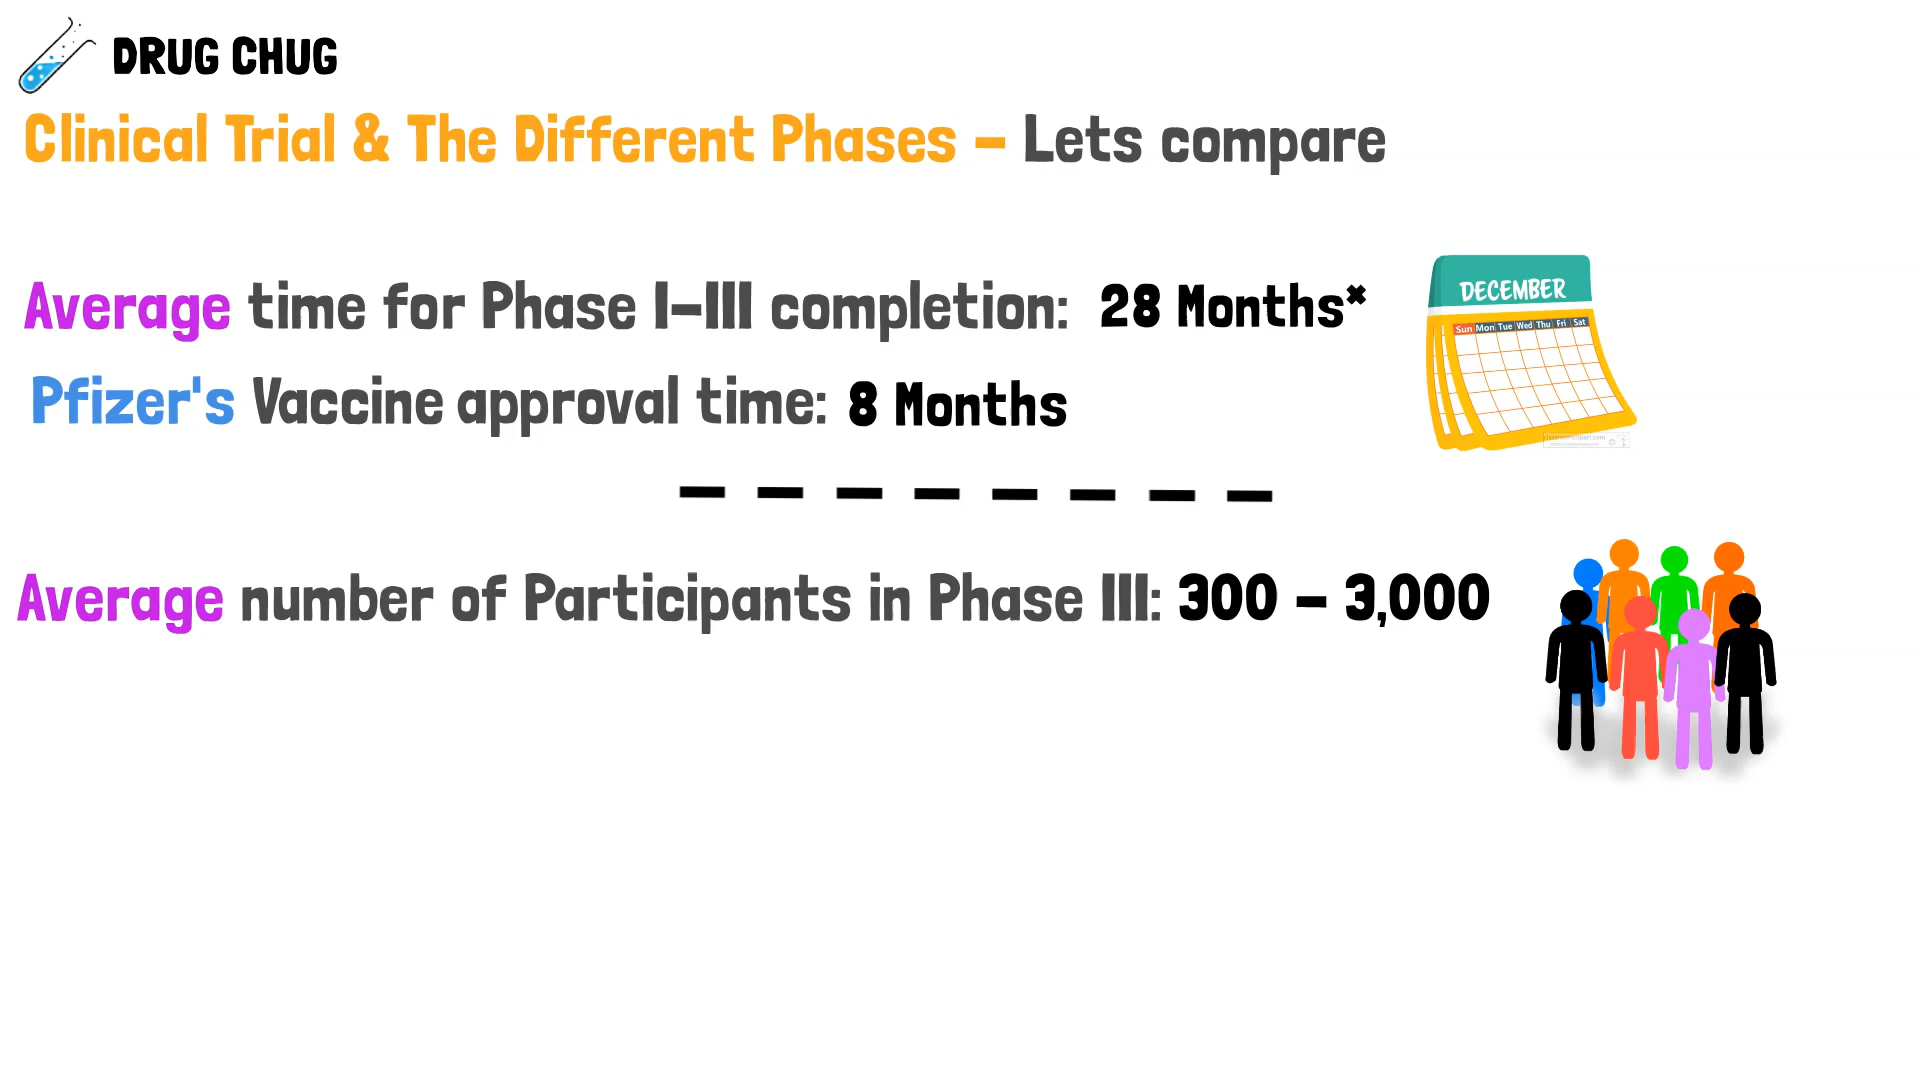 DRUG CHUG
Clinical Trial & The Different Phases - Lets compare
Average time for Phase I-III completion: 28 Months*
DECEMBER
Sun Mon Tue Wed Thu Fri Sat
Pfizer's Vaccine approval time: 8 Months
Average number of Participants in Phase III: 300 - 3,000